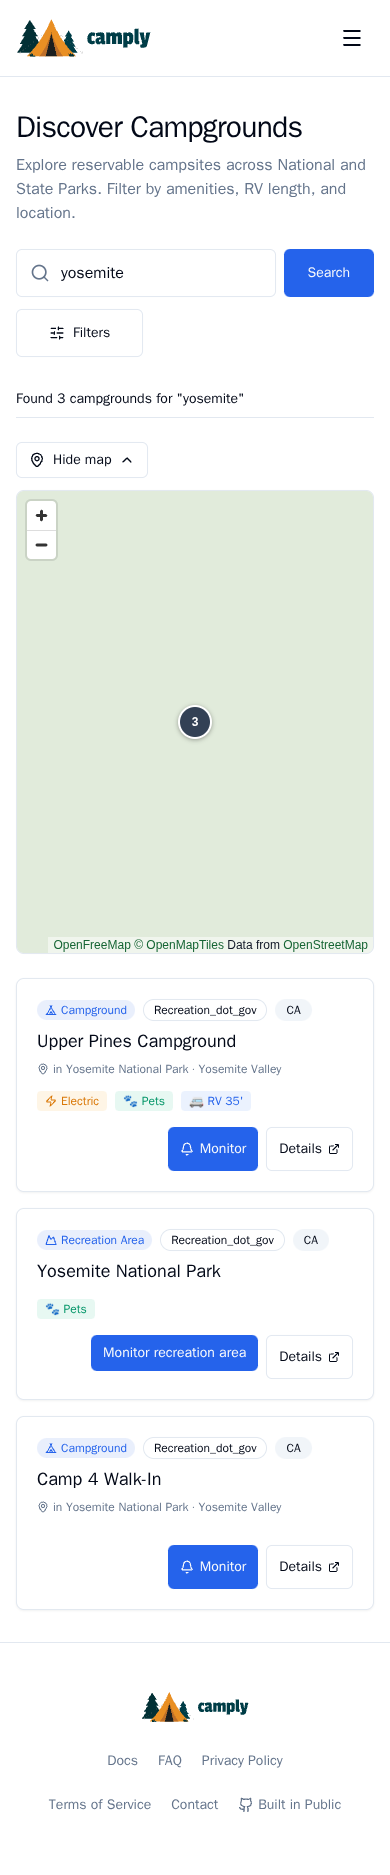 camply
Discover Campgrounds
Explore reservable campsites across National and
State Parks. Filter by amenities, RV length, and
location.
yosemite
Search
Filters
Found 3 campgrounds for "yosemite"
Hide map
3
OpenFreeMap © OpenMapTiles Data from OpenStreetMap
Campground Recreation_dot_gov CA
Upper Pines Campground
in Yosemite National Park · Yosemite Valley
Electric 🐾 Pets 🚐 RV 35'
Monitor Details
Recreation Area Recreation_dot_gov CA
Yosemite National Park
🐾 Pets
Monitor recreation area Details
Campground Recreation_dot_gov CA
Camp 4 Walk-In
in Yosemite National Park · Yosemite Valley
Monitor Details
camply
Docs FAQ Privacy Policy
Terms of Service Contact Built in Public